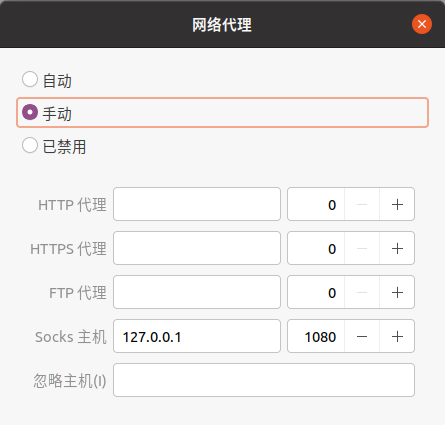 网络代理
自动
手动
已禁用
HTTP 代理 0 − +
HTTPS 代理 0 − +
FTP 代理 0 − +
Socks 主机 127.0.0.1 1080 − +
忽略主机(I)